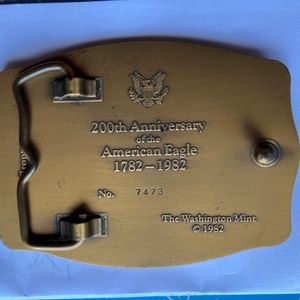 200th Anniversary
of the
American Eagle
1782-1982
No. 7473
The Washington Mint
© 1982